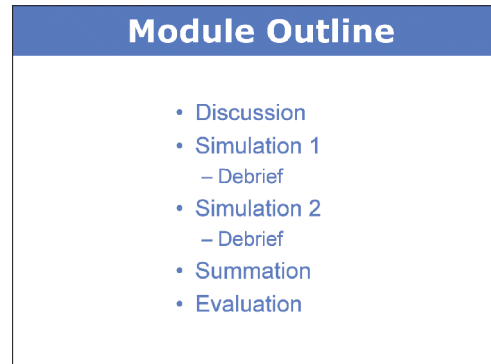 Module Outline
• Discussion
• Simulation 1
– Debrief
• Simulation 2
– Debrief
• Summation
• Evaluation